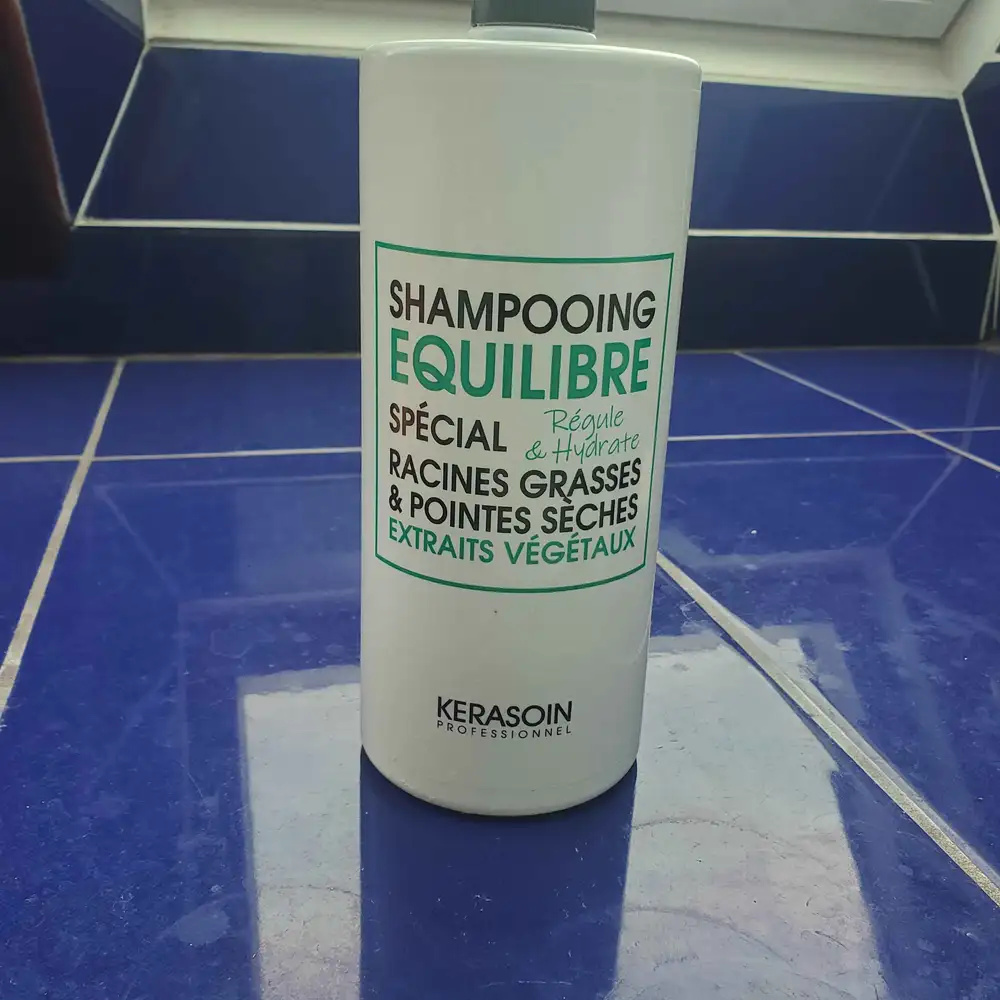 SHAMPOOING
EQUILIBRE
SPÉCIAL
Régule
& Hydrate
RACINES GRASSES
& POINTES SÈCHES
EXTRAITS VÉGÉTAUX
KERASOIN
PROFESSIONNEL